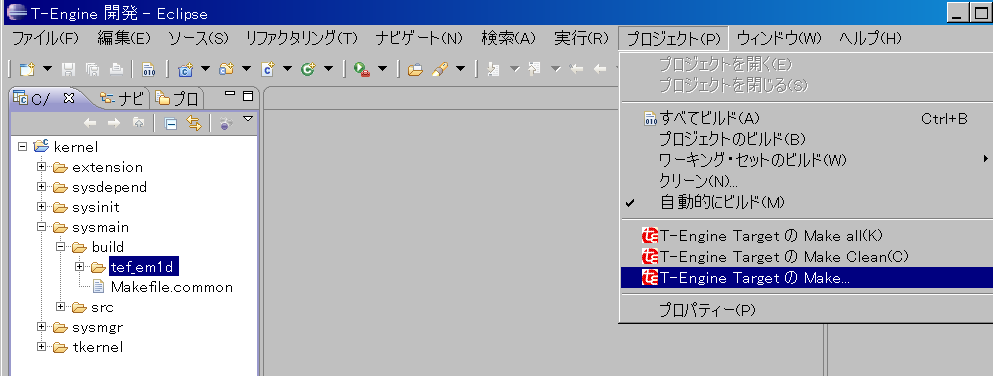 T-Engine 開発 - Eclipse
ファイル(F) 編集(E) ソース(S) リファクタリング(T) ナビゲート(N) 検索(A) 実行(R) プロジェクト(P) ウィンドウ(W) ヘルプ(H)
プロジェクトを開く(E)
プロジェクトを閉じる(S)
すべてビルド(A) Ctrl+B
プロジェクトのビルド(B)
ワーキング・セットのビルド(W)
クリーン(N)...
自動的にビルド(M)
T-Engine Target の Make all(K)
T-Engine Target の Make Clean(C)
T-Engine Target の Make...
プロパティー(P)
C/ ナビ プロ
kernel
extension
sysdepend
sysinit
sysmain
build
tef_em1d
Makefile.common
src
sysmgr
tkernel